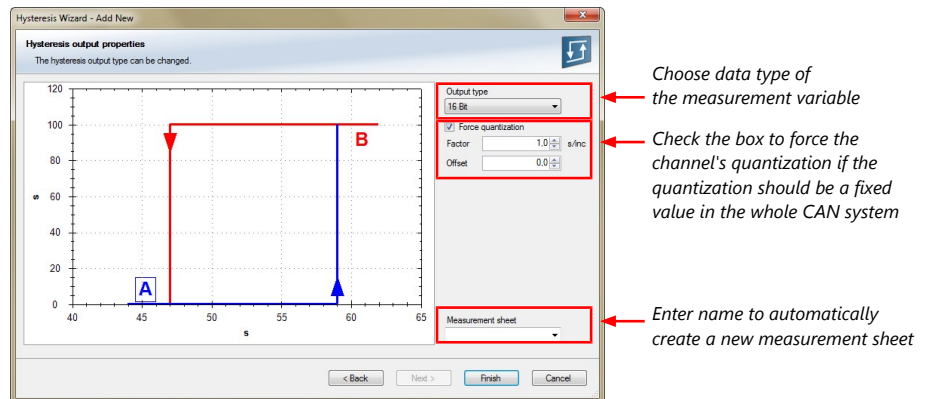 Hysteresis Wizard - Add New
Hysteresis output properties
The hysteresis output type can be changed.
120
100
80
60
40
20
0
s
40
45
50
55
60
65
s
A
B
Output type
16 Bit
Force quantization
Factor 1,0 s/inc
Offset 0,0
Measurement sheet
< Back Next > Finish Cancel
Choose data type of
the measurement variable
Check the box to force the
channel's quantization if the
quantization should be a fixed
value in the whole CAN system
Enter name to automatically
create a new measurement sheet